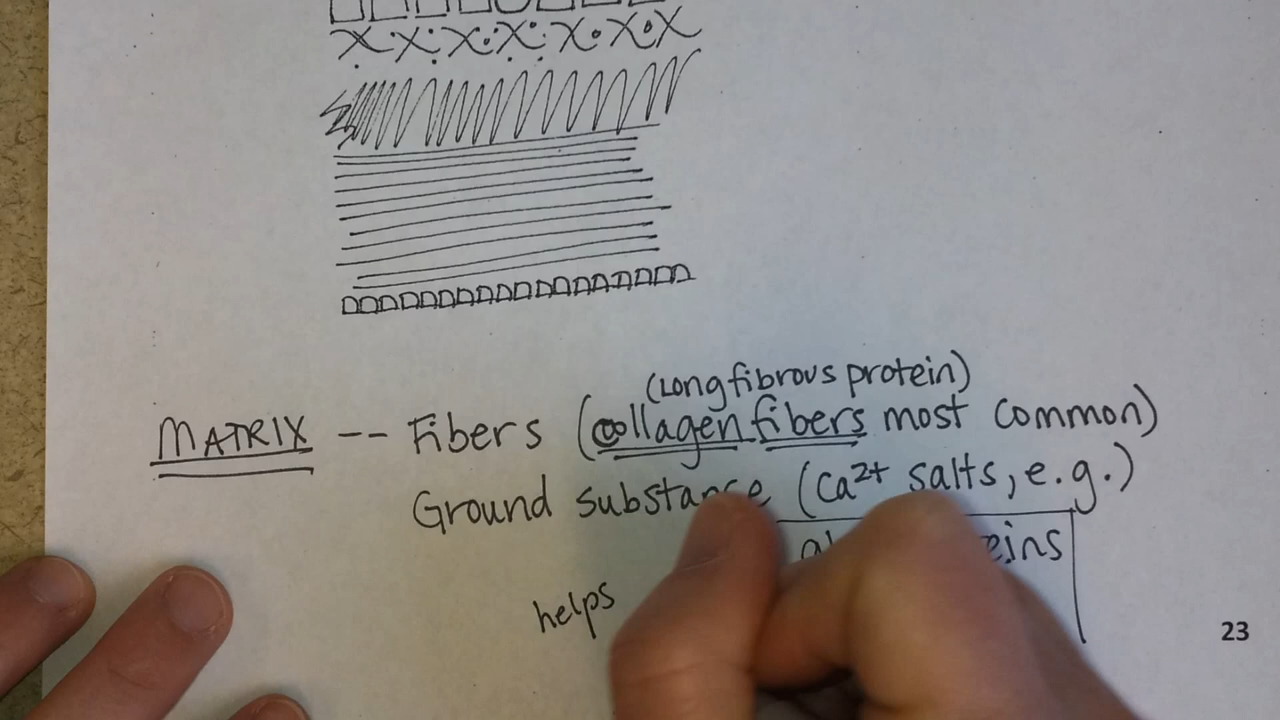 (Long fibrous protein)
MATRIX -- Fibers (collagen fibers most common)
Ground substance (Ca²⁺ salts, e.g.)
helps
23